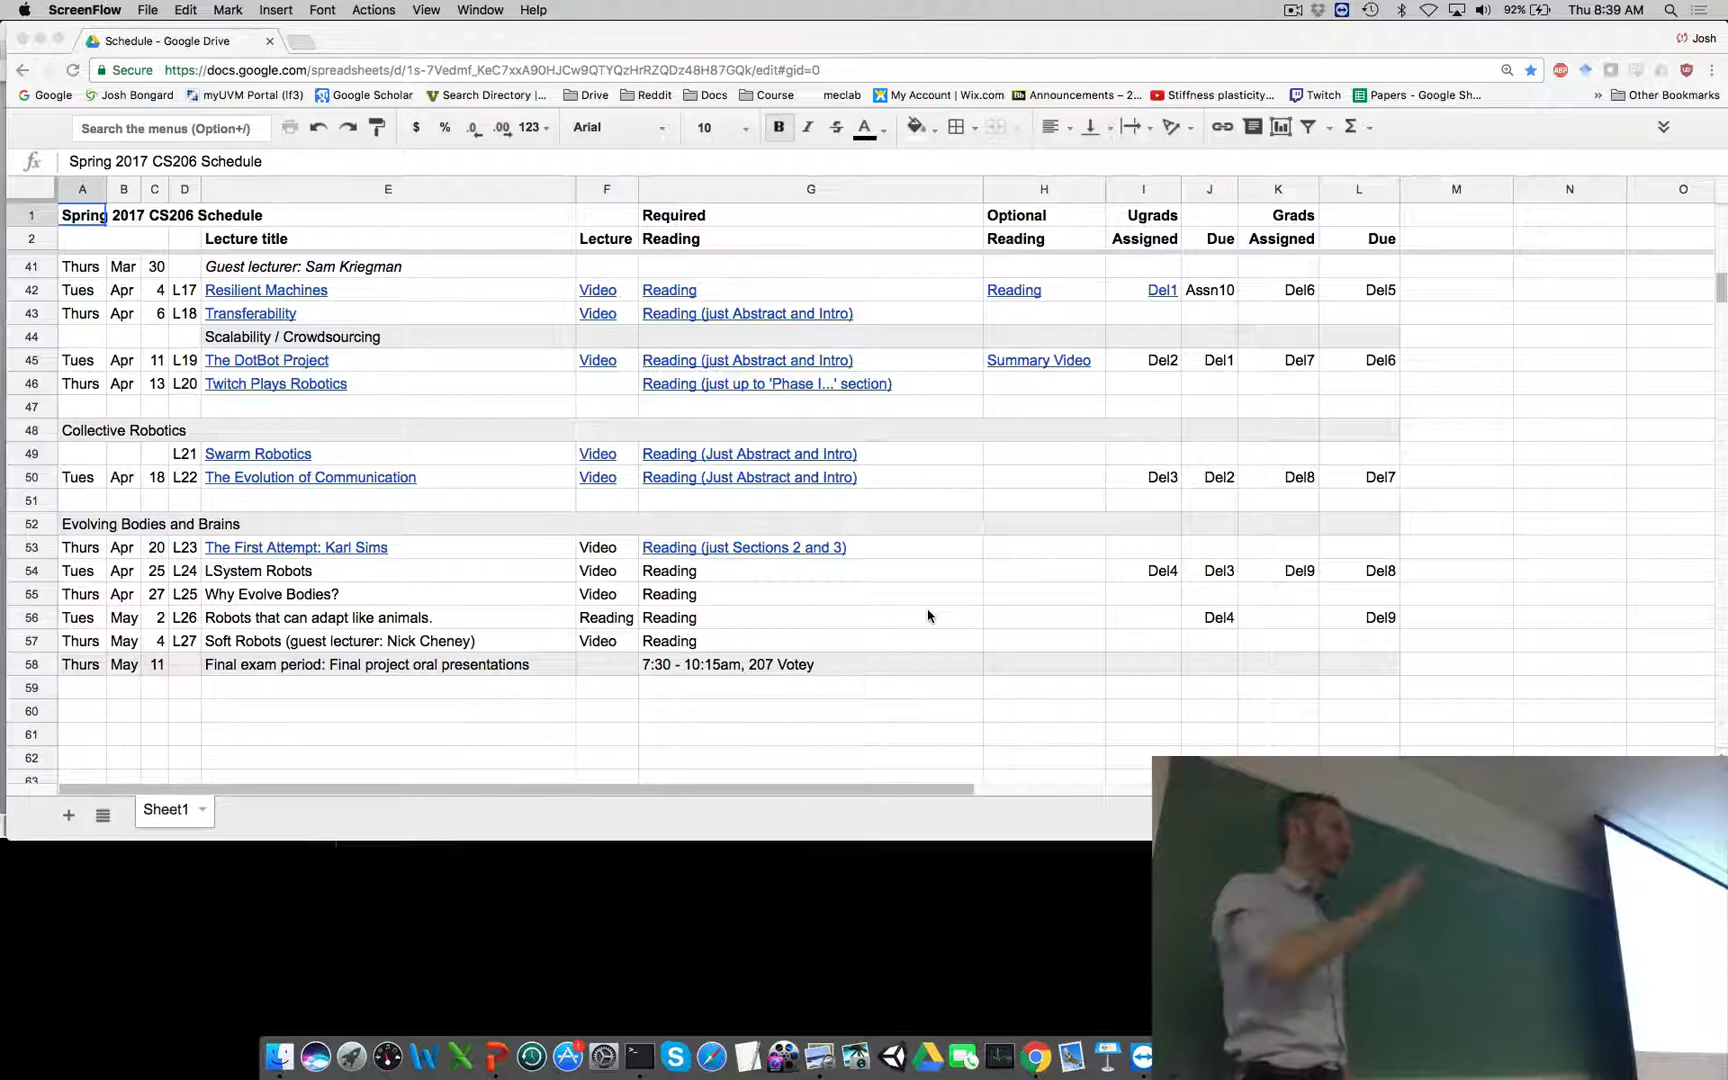 ScreenFlow File Edit Mark Insert Font Actions View Window Help 92% Thu 8:39 AM
Schedule - Google Drive Josh
Secure https://docs.google.com/spreadsheets/d/1s-7Vedmf_KeC7xxA90HJCw9QTYQzHrRZQDz48H87GQk/edit#gid=0
Google Josh Bongard myUVM Portal (lf3) Google Scholar Search Directory |... Drive Reddit Docs Course meclab My Account | Wix.com Announcements – 2... Stiffness plasticity... Twitch Papers - Google Sh... » Other Bookmarks
Search the menus (Option+/) $ % .0 .00 123 Arial 10 B I S A
fx Spring 2017 CS206 Schedule
A B C D E F G H I J K L M N O
1 Spring 2017 CS206 Schedule Required Optional Ugrads Grads
2 Lecture title Lecture Reading Reading Assigned Due Assigned Due
41 Thurs Mar 30 Guest lecturer: Sam Kriegman
42 Tues Apr 4 L17 Resilient Machines Video Reading Reading Del1 Assn10 Del6 Del5
43 Thurs Apr 6 L18 Transferability Video Reading (just Abstract and Intro)
44 Scalability / Crowdsourcing
45 Tues Apr 11 L19 The DotBot Project Video Reading (just Abstract and Intro) Summary Video Del2 Del1 Del7 Del6
46 Thurs Apr 13 L20 Twitch Plays Robotics Reading (just up to 'Phase I...' section)
47
48 Collective Robotics
49 L21 Swarm Robotics Video Reading (Just Abstract and Intro)
50 Tues Apr 18 L22 The Evolution of Communication Video Reading (Just Abstract and Intro) Del3 Del2 Del8 Del7
51
52 Evolving Bodies and Brains
53 Thurs Apr 20 L23 The First Attempt: Karl Sims Video Reading (just Sections 2 and 3)
54 Tues Apr 25 L24 LSystem Robots Video Reading Del4 Del3 Del9 Del8
55 Thurs Apr 27 L25 Why Evolve Bodies? Video Reading
56 Tues May 2 L26 Robots that can adapt like animals. Reading Reading Del4 Del9
57 Thurs May 4 L27 Soft Robots (guest lecturer: Nick Cheney) Video Reading
58 Thurs May 11 Final exam period: Final project oral presentations 7:30 - 10:15am, 207 Votey
59
60
61
62
63
Sheet1